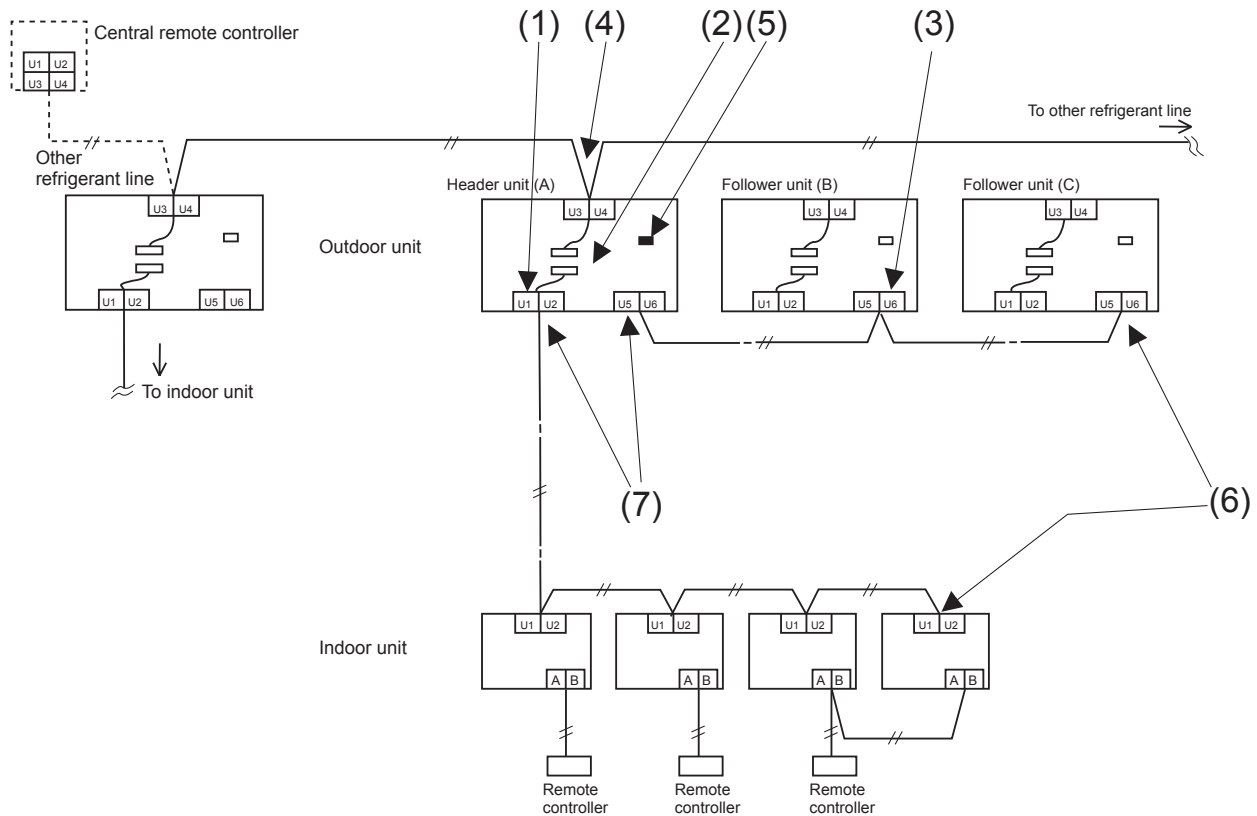 (1)
(4)
(2)
(5)
(3)
Central remote controller
U1 U2
U3 U4
To other refrigerant line
Other
refrigerant line
Header unit (A)
Follower unit (B)
Follower unit (C)
U3 U4
U3 U4
U3 U4
U3 U4
Outdoor unit
U1 U2
U5 U6
U1 U2
U5 U6
U1 U2
U5 U6
U1 U2
U5 U6
To indoor unit
(7)
(6)
U1 U2
U1 U2
U1 U2
U1 U2
Indoor unit
A B
A B
A B
A B
Remote
controller
Remote
controller
Remote
controller